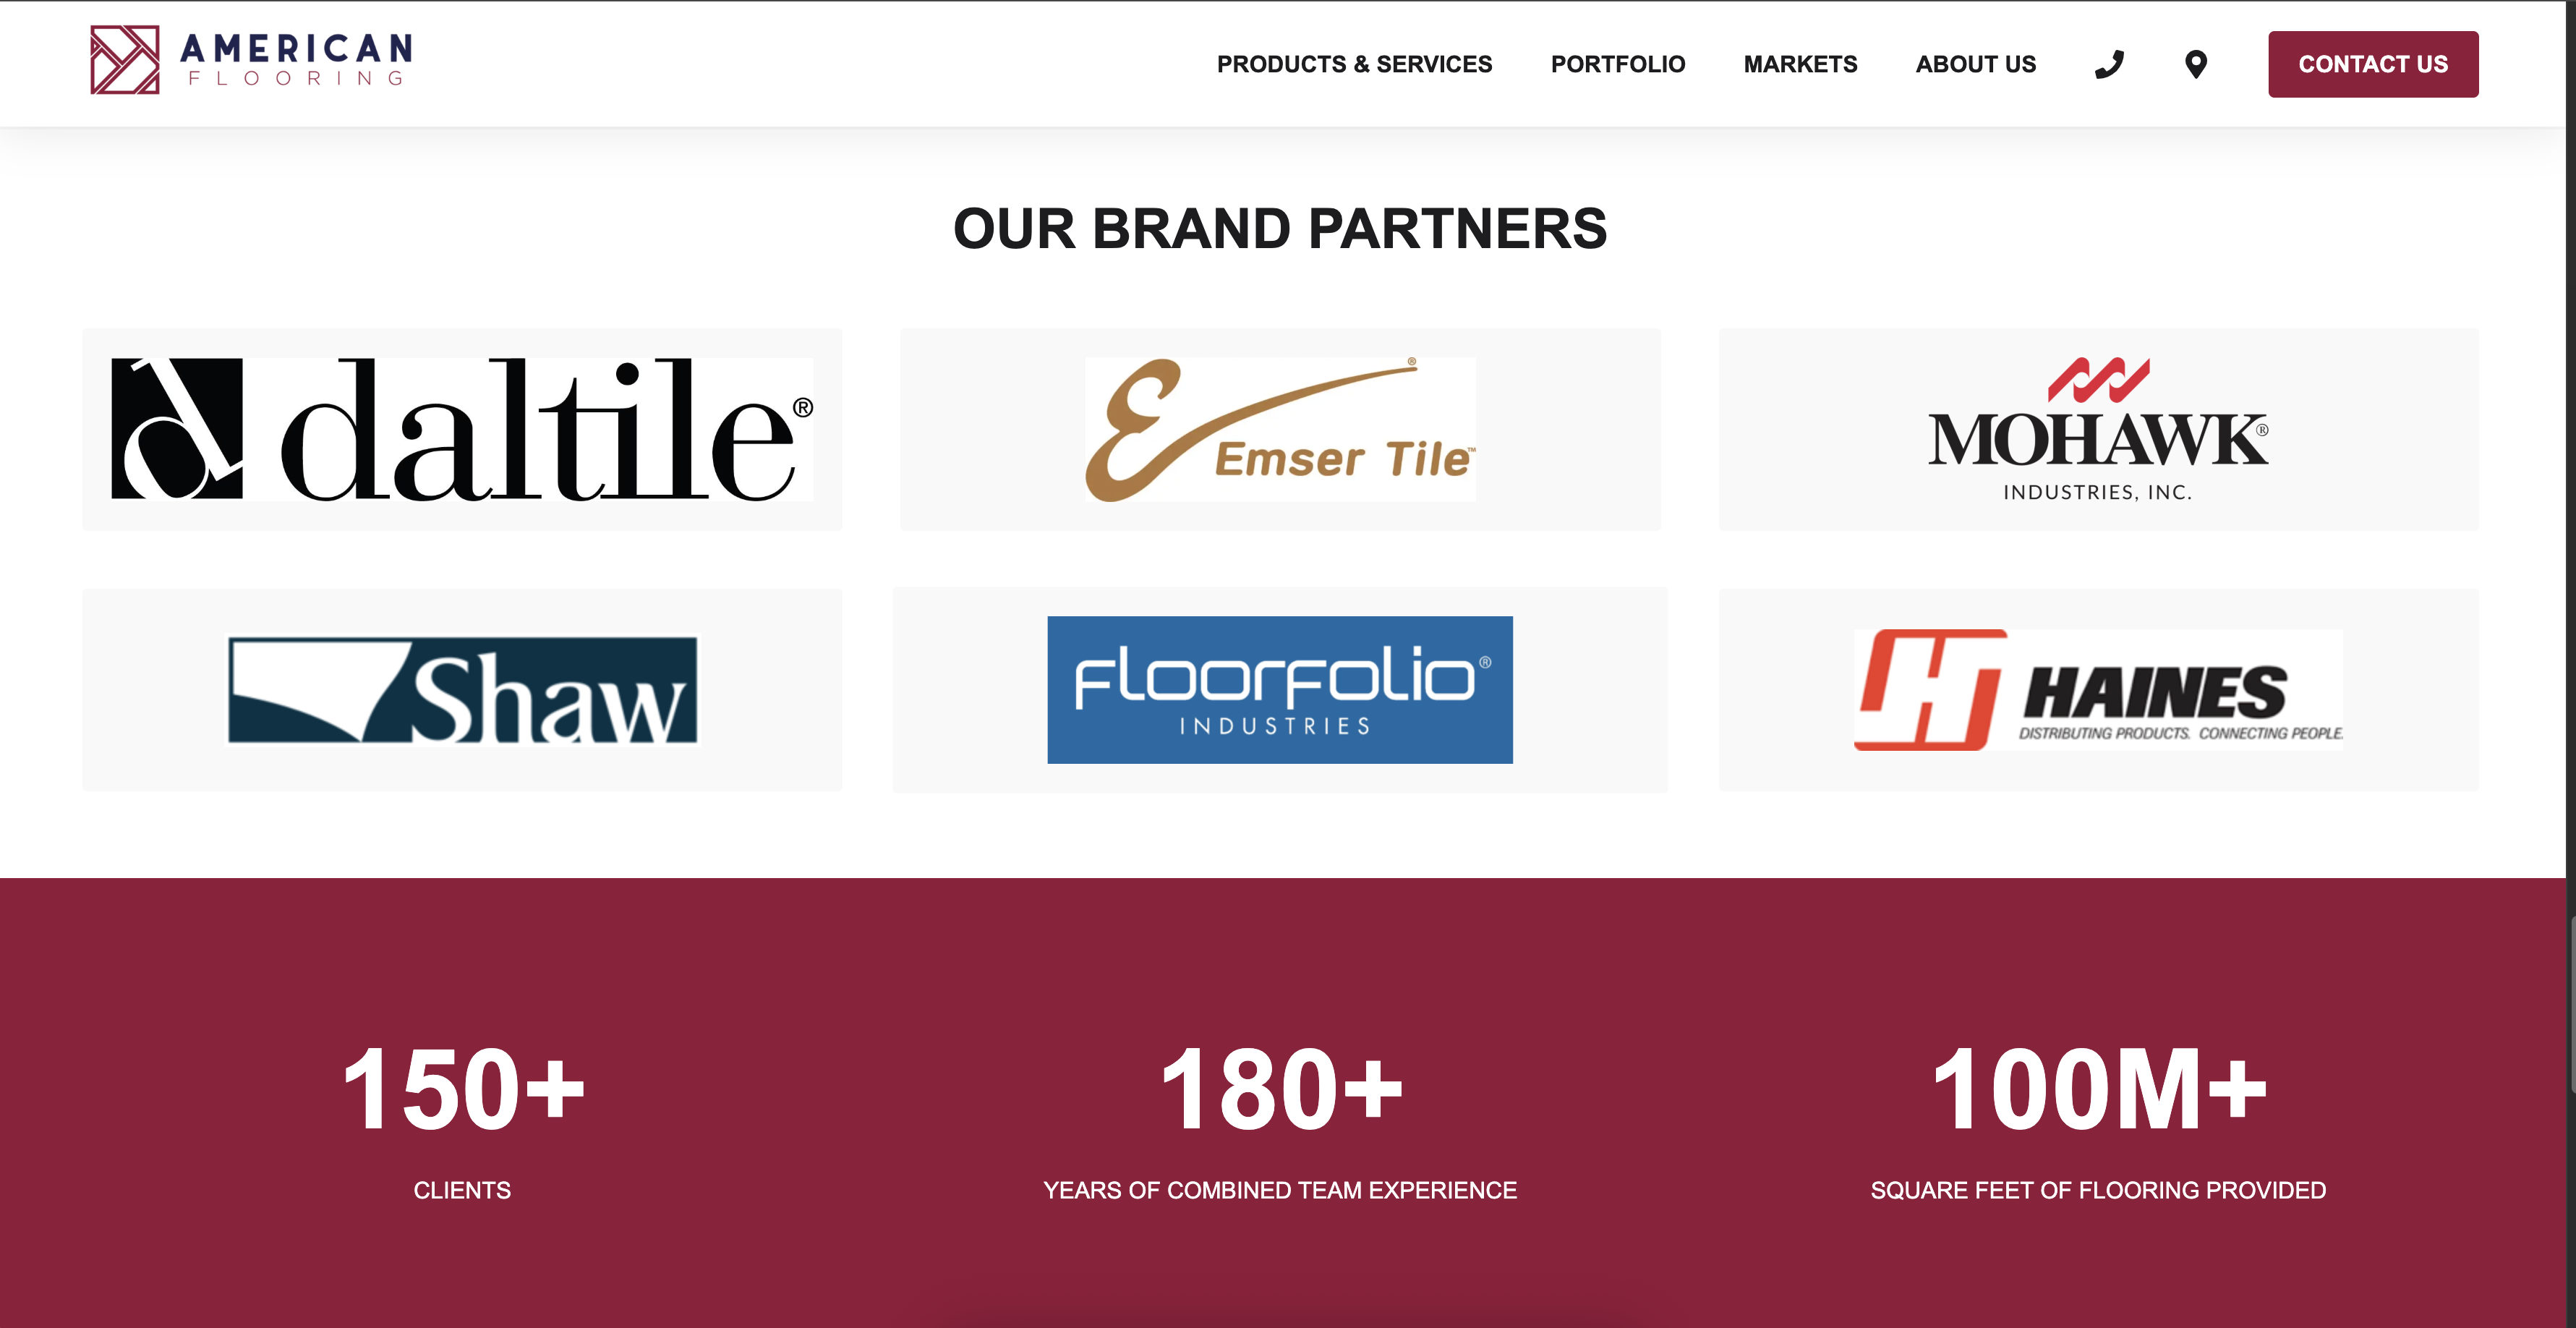 AMERICAN
FLOORING
PRODUCTS & SERVICES
PORTFOLIO
MARKETS
ABOUT US
CONTACT US
OUR BRAND PARTNERS
d daltile®
E®
Emser Tile™
MOHAWK®
INDUSTRIES, INC.
Shaw
floorfolio®
INDUSTRIES
H HAINES
DISTRIBUTING PRODUCTS. CONNECTING PEOPLE.
150+
CLIENTS
180+
YEARS OF COMBINED TEAM EXPERIENCE
100M+
SQUARE FEET OF FLOORING PROVIDED